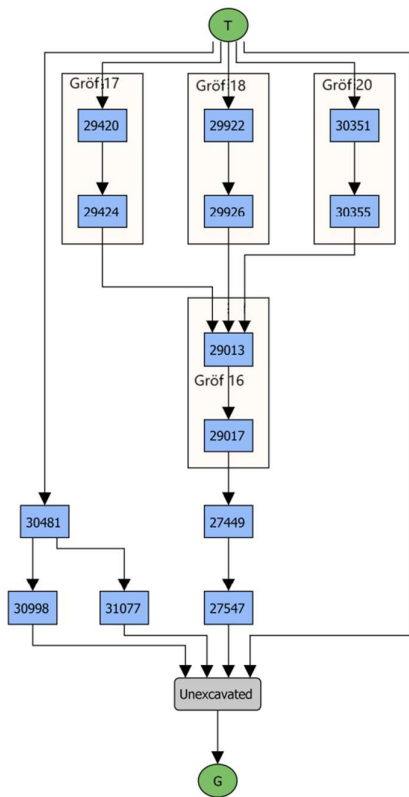 T
Gröf 17
Gröf 18
Gröf 20
29420
29922
30351
29424
29926
30355
29013
Gröf 16
29017
30481
27449
30998
31077
27547
Unexcavated
G